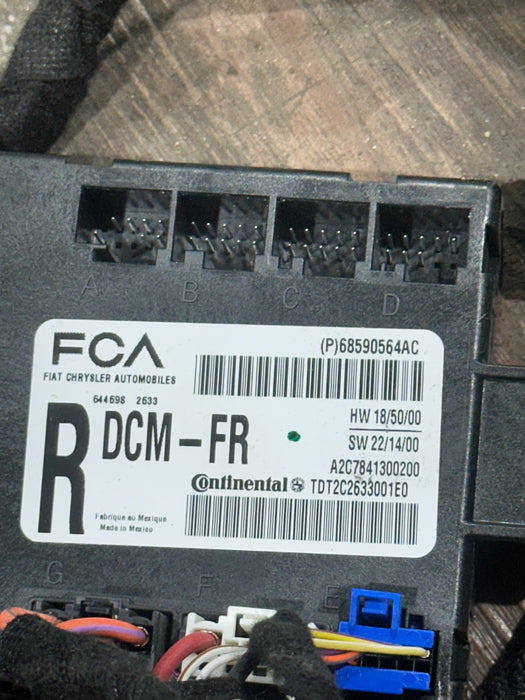 A B C D
FCA
FIAT CHRYSLER AUTOMOBILES
(P)68590564AC
644698 2633
R DCM-FR
HW 18/50/00
SW 22/14/00
A2C7841300200
Continental TDT2C2633001E0
Fabriqué au Mexique
Made in Mexico
G F E